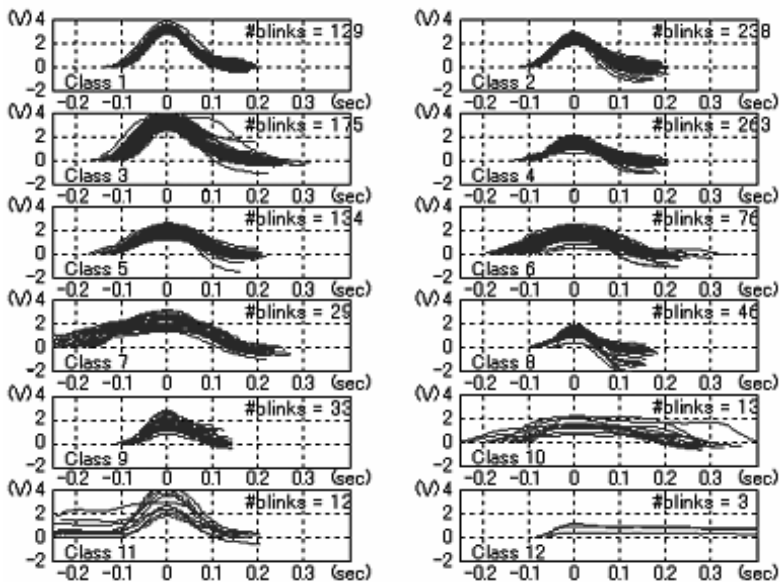 (V) 4 #blinks = 129
2
0
-2 Class 1
-0.2 -0.1 0 0.1 0.2 (sec)
4 #blinks = 238
2
0
-2 Class 2
-0.2 -0.1 0 0.1 0.2 (sec)
(V) 4 #blinks = 175
2
0
-2 Class 3
-0.2 -0.1 0 0.1 0.2 0.3 (sec)
4 #blinks = 263
2
0
-2 Class 4
-0.2 -0.1 0 0.1 0.2 0.3 (sec)
(V) 4 #blinks = 134
2
0
-2 Class 5
-0.2 -0.1 0 0.1 0.2 0.3 (sec)
4 #blinks = 76
2
0
-2 Class 6
-0.2 -0.1 0 0.1 0.2 0.3 (sec)
(V) 4 #blinks = 29
2
0
-2 Class 7
-0.2 -0.1 0 0.1 0.2 0.3 (sec)
4 #blinks = 46
2
0
-2 Class 8
-0.2 -0.1 0 0.1 0.2 0.3 (sec)
(V) 4 #blinks = 33
2
0
-2 Class 9
-0.2 -0.1 0 0.1 0.2 0.3 (sec)
4 #blinks = 13
2
0
-2 Class 10
-0.2 -0.1 0 0.1 0.2 0.3 (sec)
(V) 4 #blinks = 12
2
0
-2 Class 11
-0.2 -0.1 0 0.1 0.2 0.3 (sec)
4 #blinks = 3
2
0
-2 Class 12
-0.2 -0.1 0 0.1 0.2 0.3 (sec)